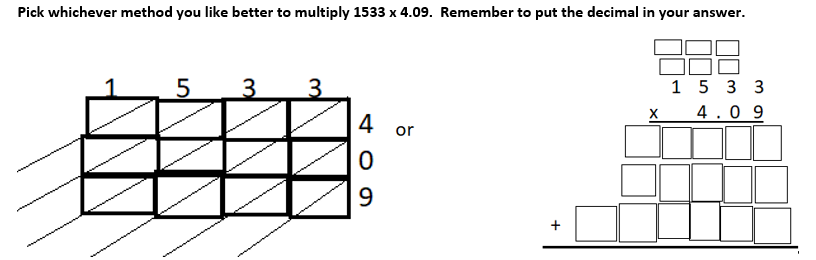 Pick whichever method you like better to multiply 1533 x 4.09. Remember to put the decimal in your answer.
1 5 3 3
4
0
9
or
1 5 3 3
x 4 . 0 9
+